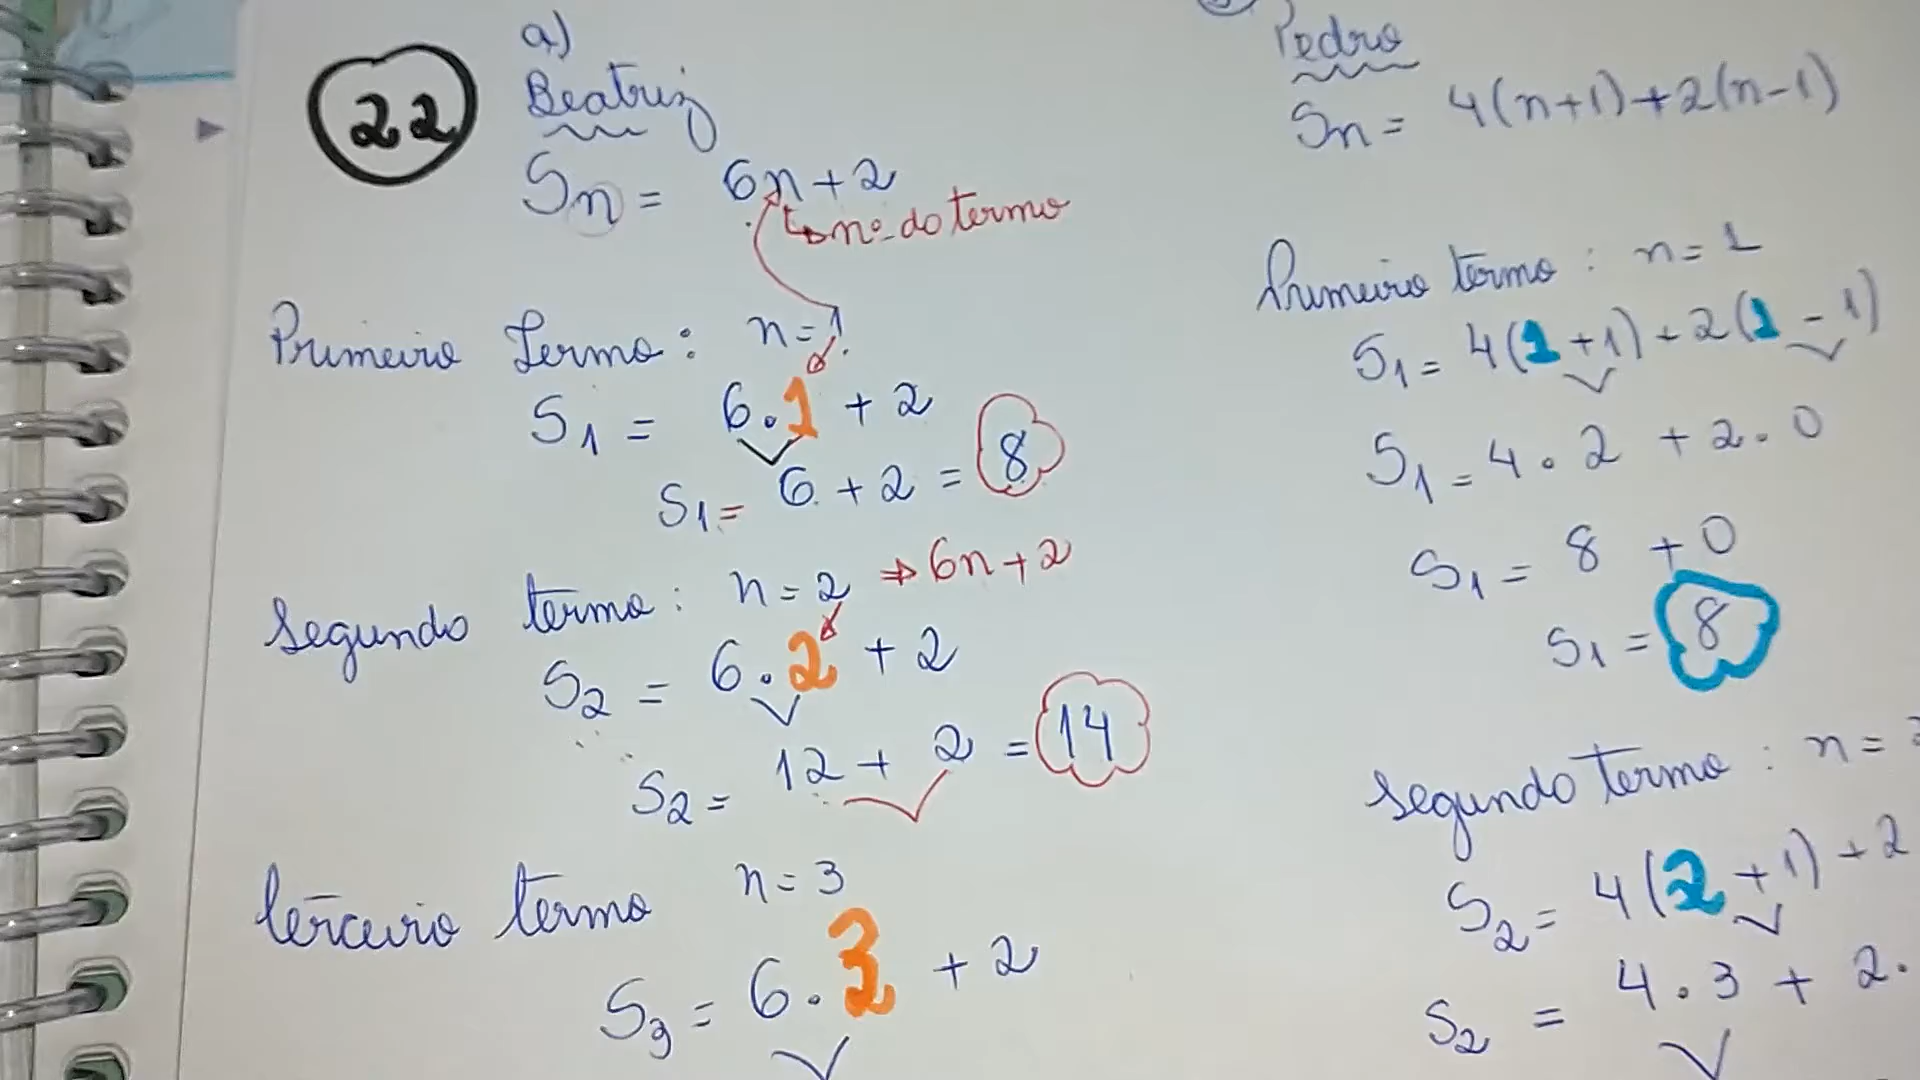 22
a)
Beatriz
Sn = 6n + 2
nº do termo
Primeiro termo: n = 1
S1 = 6.1 + 2
S1 = 6 + 2 = 8
Segundo termo: n = 2 → 6n + 2
S2 = 6.2 + 2
S2 = 12 + 2 = 14
terceiro termo n = 3
S3 = 6.3 + 2
Pedro
Sn = 4(n+1)+2(n-1)
Primeiro termo: n = 1
S1 = 4(1+1)+2(1-1)
S1 = 4.2 + 2.0
S1 = 8 + 0
S1 = 8
Segundo termo: n =
S2 = 4(2+1)+2
S2 = 4.3 + 2.